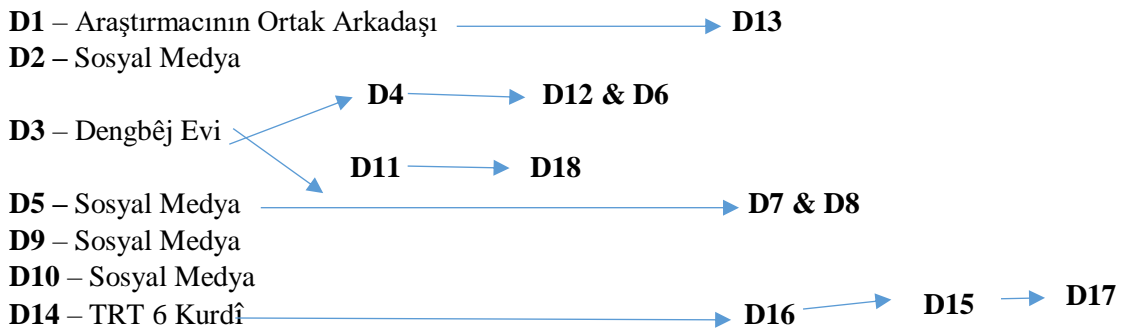 D1 – Araştırmacının Ortak Arkadaşı D13
D2 – Sosyal Medya
D4 D12 & D6
D3 – Dengbêj Evi
D11 D18
D5 – Sosyal Medya D7 & D8
D9 – Sosyal Medya
D10 – Sosyal Medya
D14 – TRT 6 Kurdî D16 D15 D17